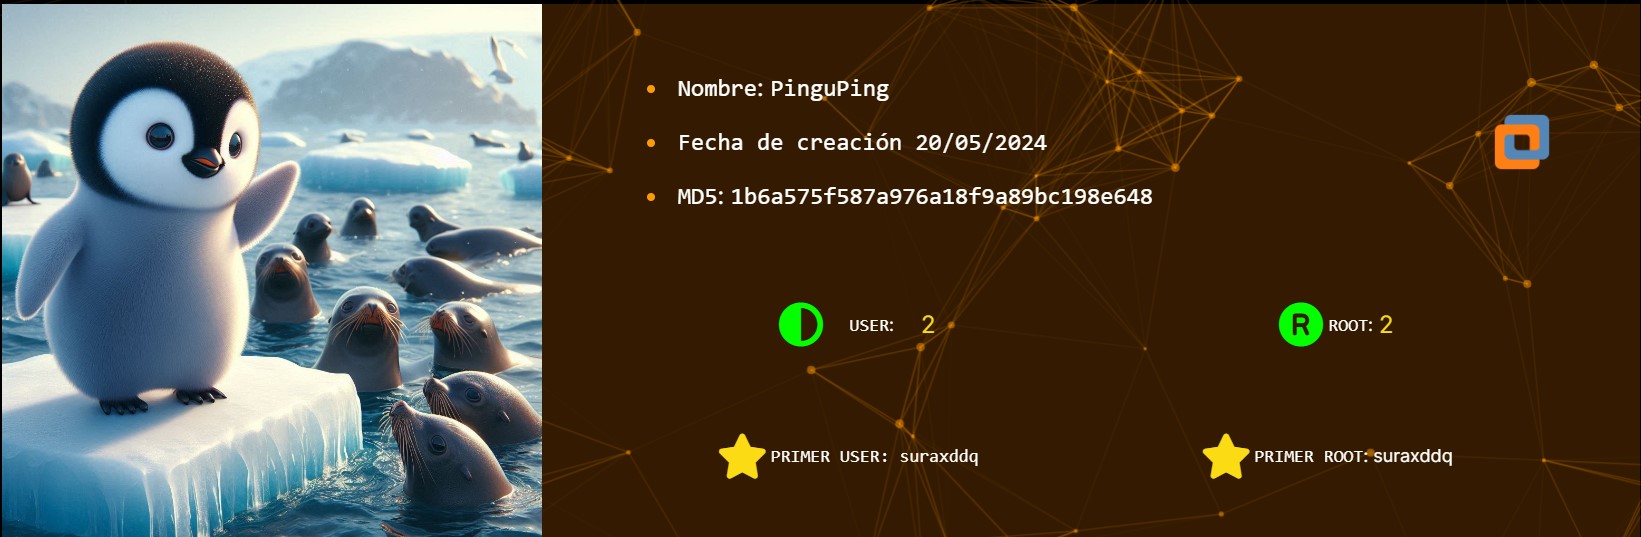 Nombre: PinguPing
Fecha de creación 20/05/2024
MD5: 1b6a575f587a976a18f9a89bc198e648
USER: 2
R ROOT: 2
PRIMER USER: suraxddq
PRIMER ROOT: suraxddq